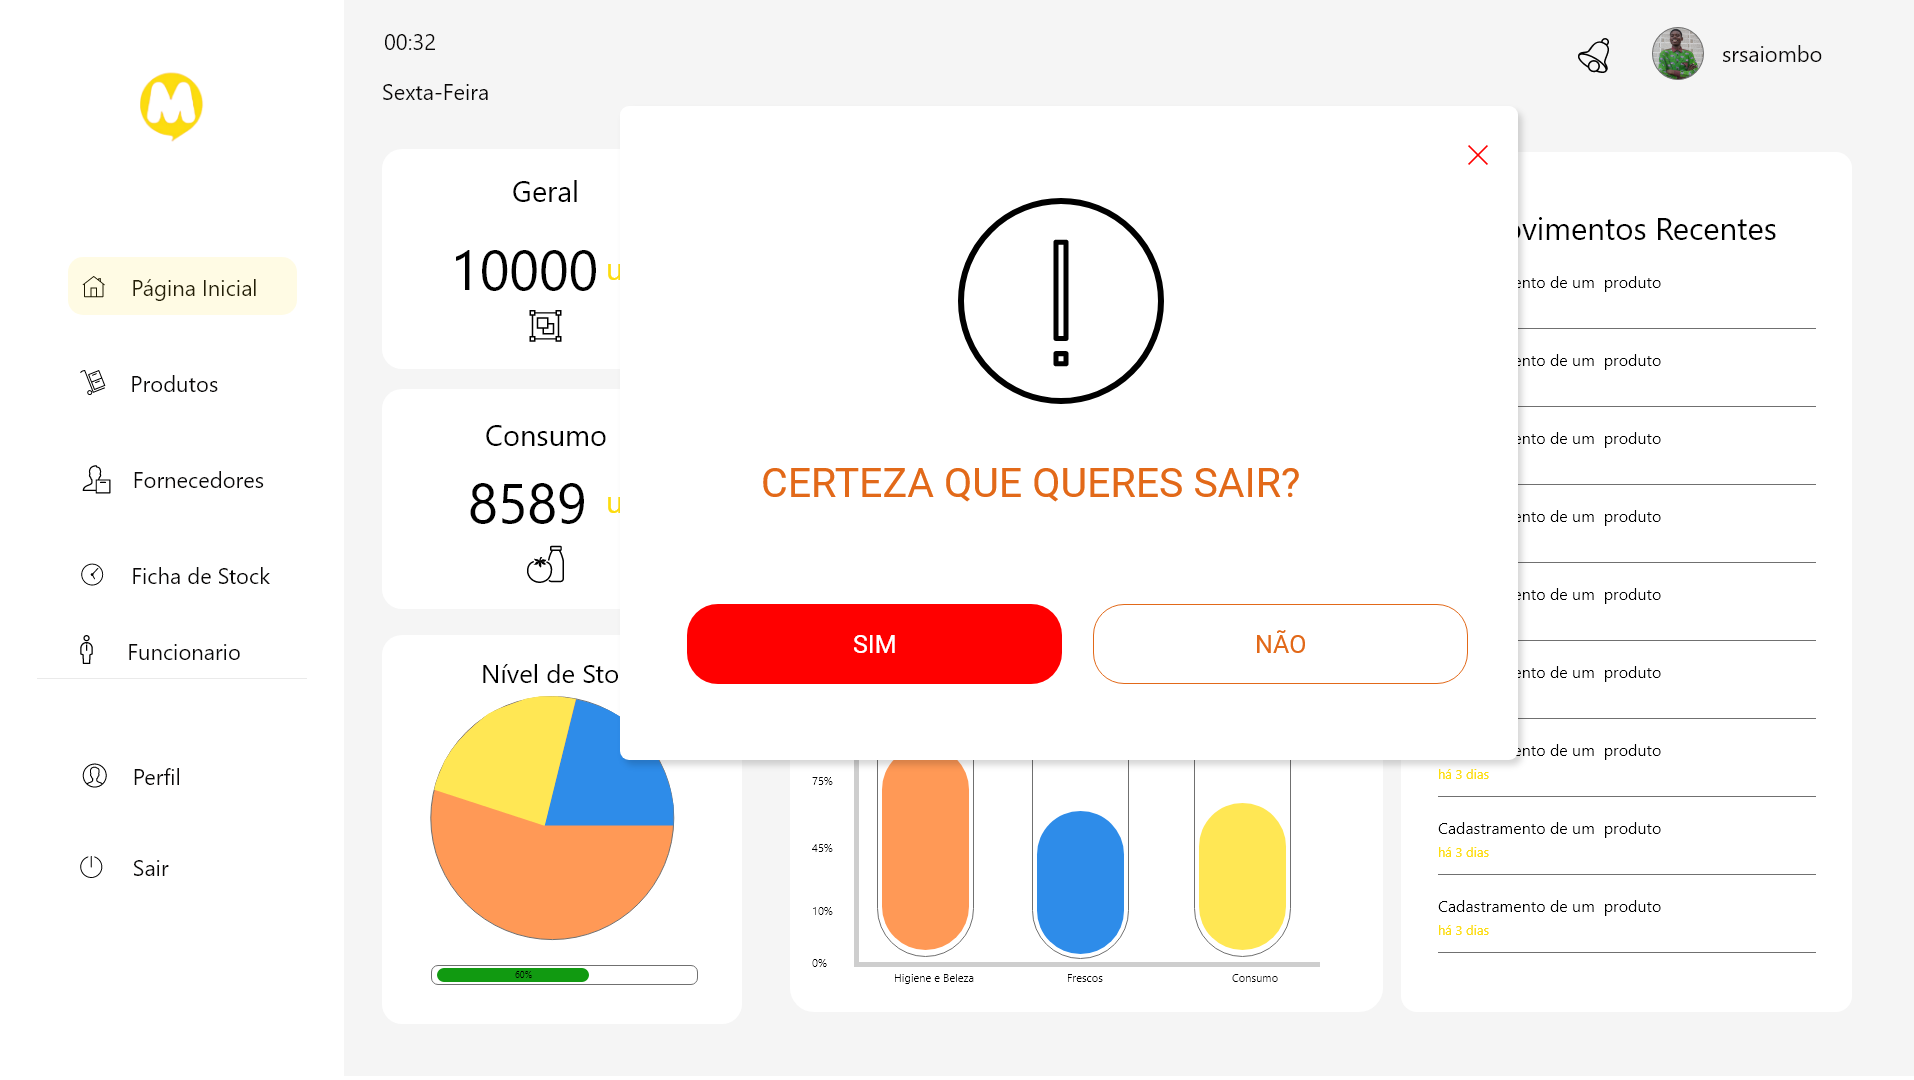 00:32
Sexta-Feira
srsaiombo
Página Inicial
Produtos
Fornecedores
Ficha de Stock
Funcionario
Perfil
Sair
Geral
10000 u
Consumo
8589 u
Nível de Sto
60%
CERTEZA QUE QUERES SAIR?
SIM
NÃO
75%
45%
10%
0%
Higiene e Beleza
Frescos
Consumo
ovimentos Recentes
ento de um produto
ento de um produto
ento de um produto
ento de um produto
ento de um produto
ento de um produto
ento de um produto
há 3 dias
Cadastramento de um produto
há 3 dias
Cadastramento de um produto
há 3 dias